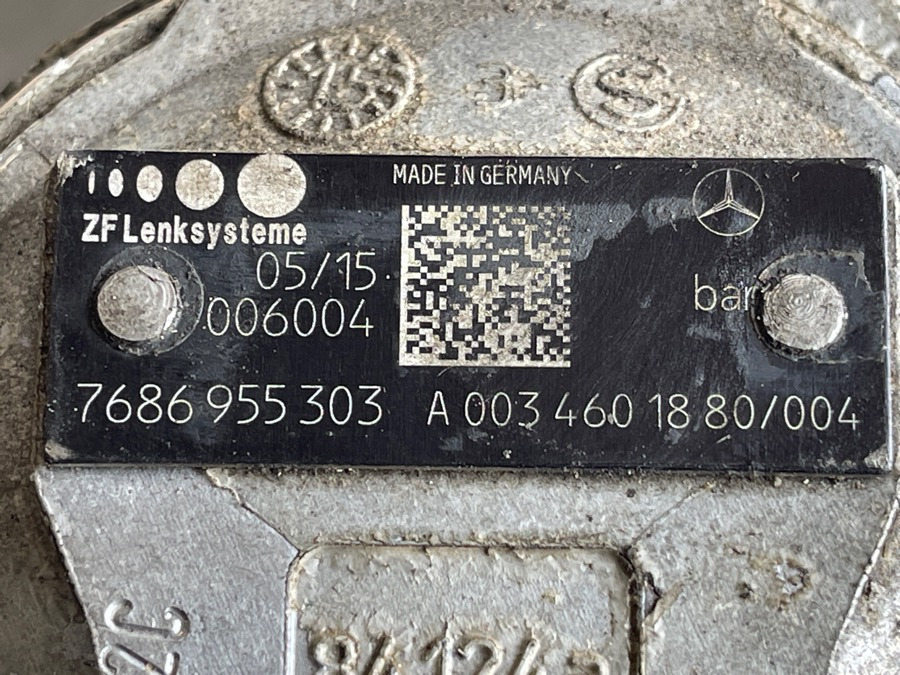 MADE IN GERMANY
ZF Lenksysteme
05/15
006004
bar
7686 955 303
A 003 460 18 80/004